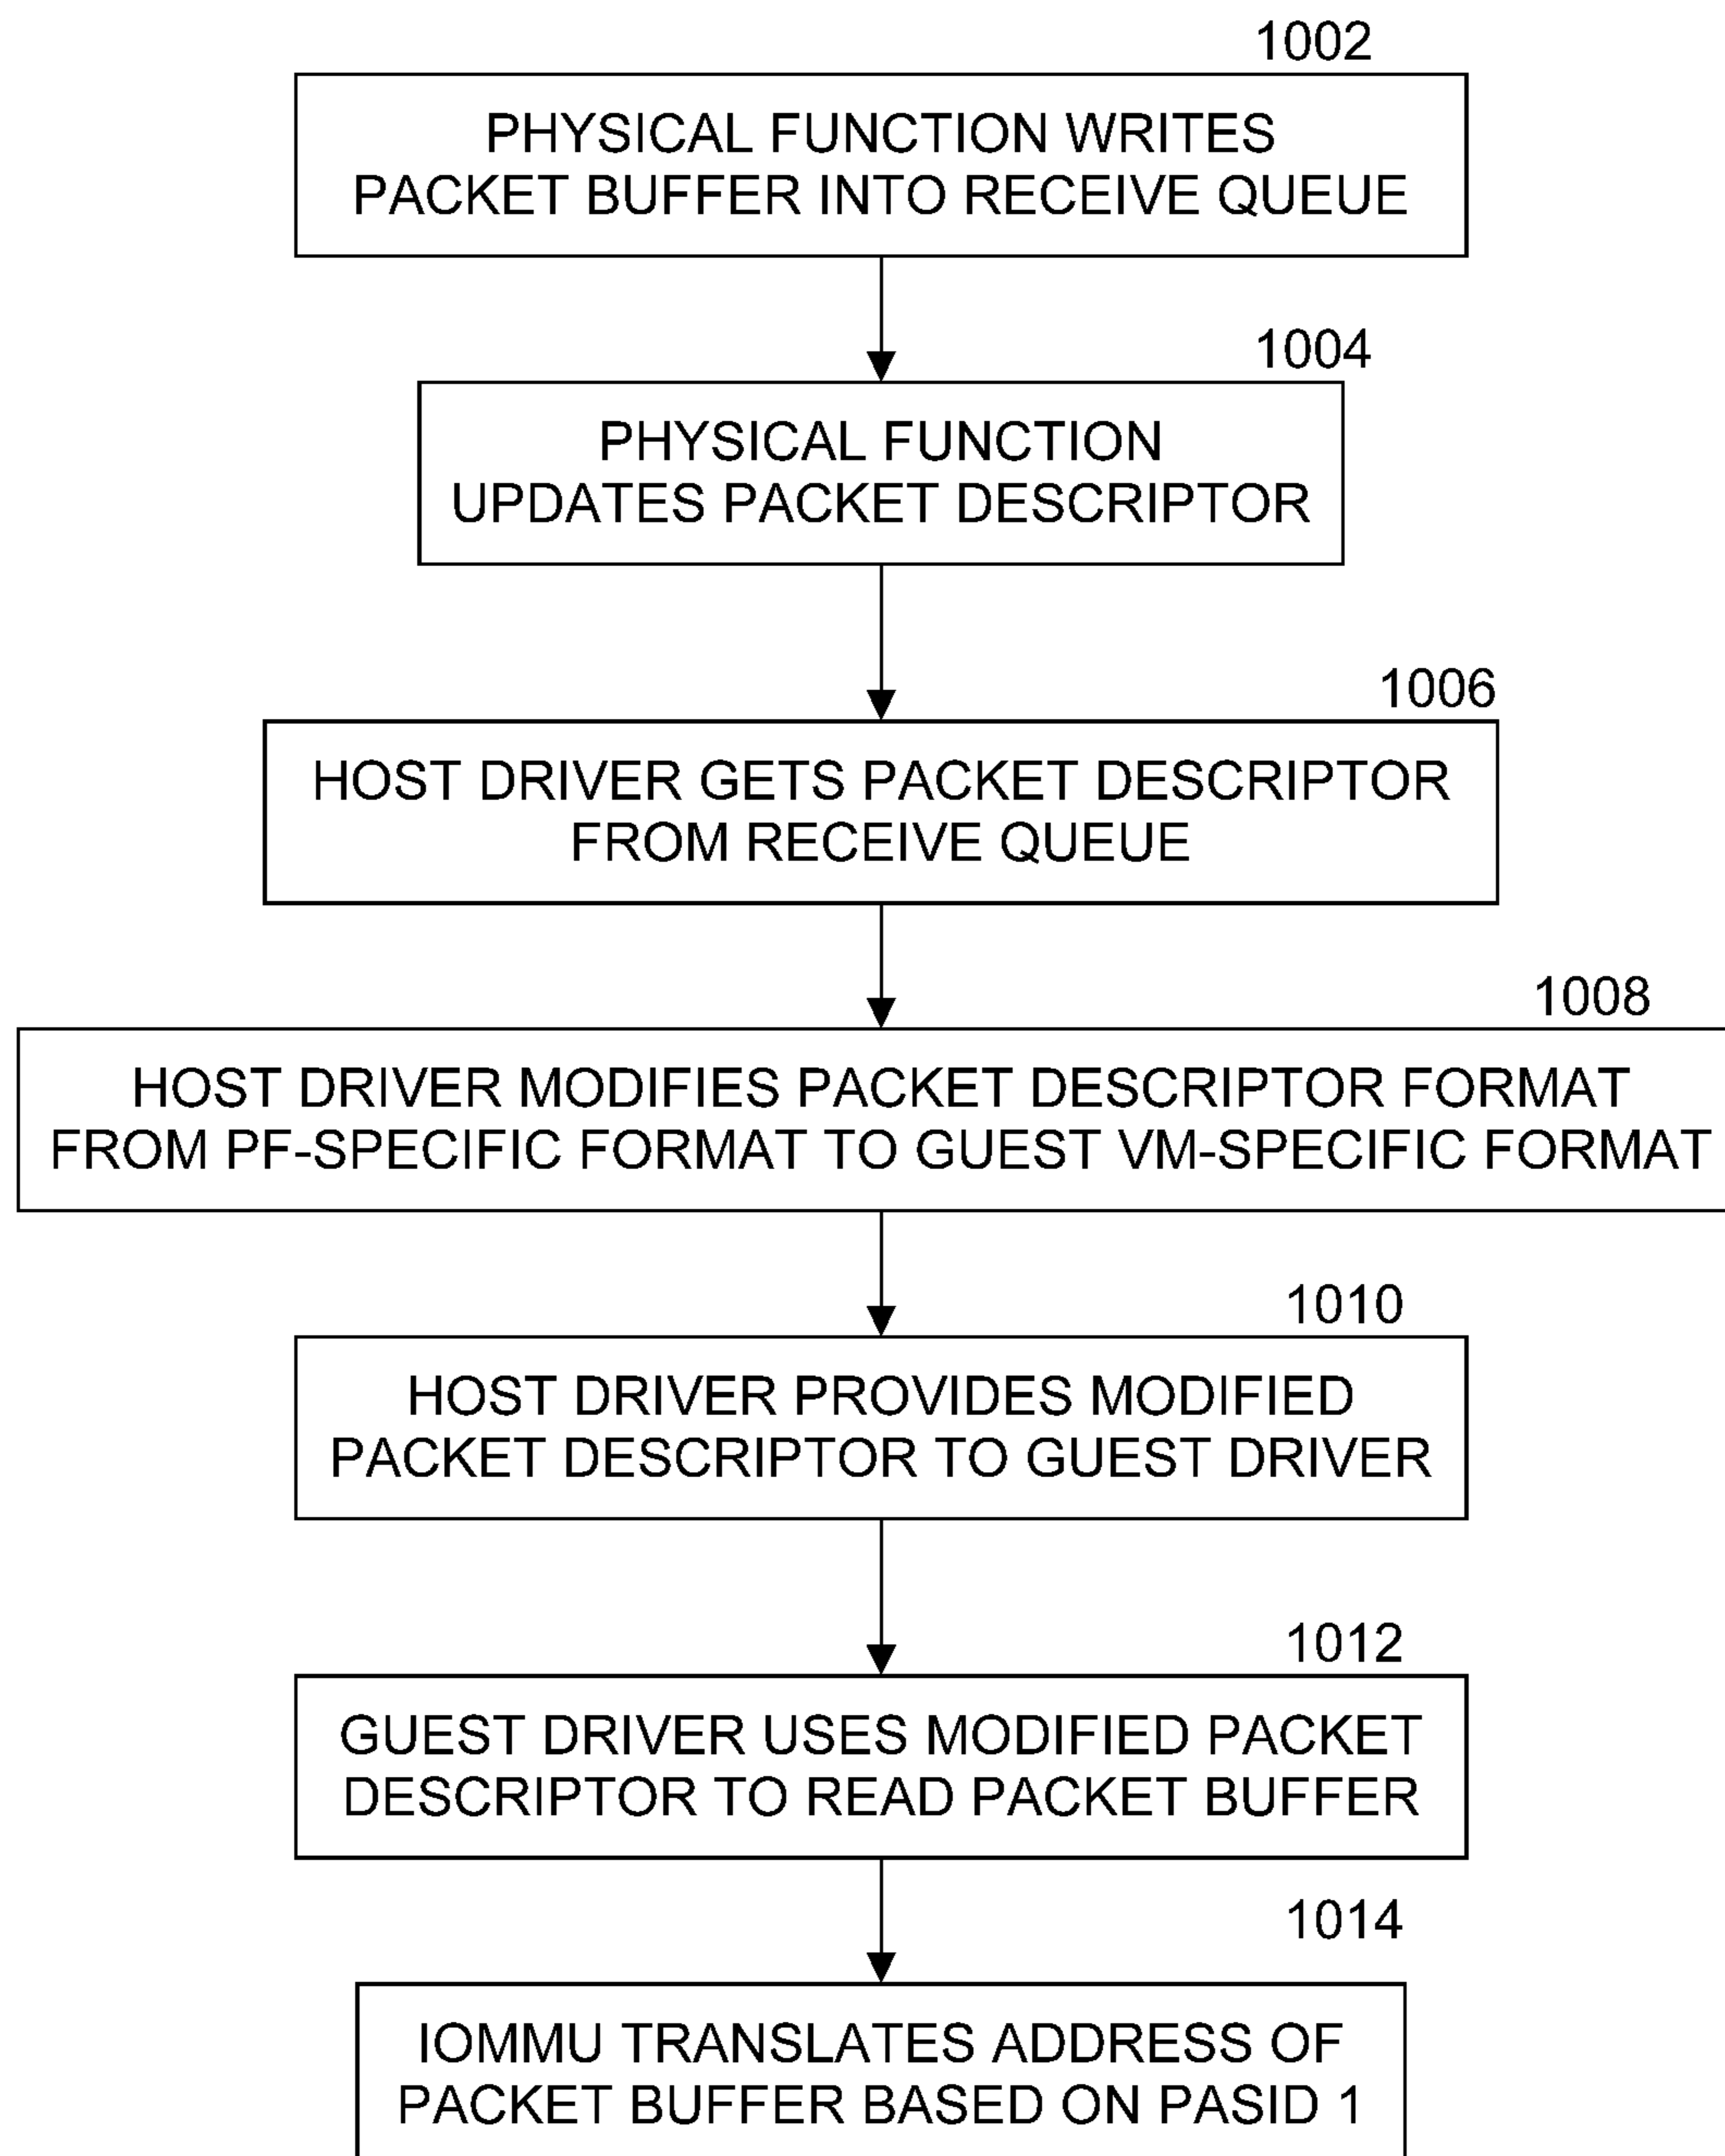 1002
PHYSICAL FUNCTION WRITES
PACKET BUFFER INTO RECEIVE QUEUE
1004
PHYSICAL FUNCTION
UPDATES PACKET DESCRIPTOR
1006
HOST DRIVER GETS PACKET DESCRIPTOR
FROM RECEIVE QUEUE
1008
HOST DRIVER MODIFIES PACKET DESCRIPTOR FORMAT
FROM PF-SPECIFIC FORMAT TO GUEST VM-SPECIFIC FORMAT
1010
HOST DRIVER PROVIDES MODIFIED
PACKET DESCRIPTOR TO GUEST DRIVER
1012
GUEST DRIVER USES MODIFIED PACKET
DESCRIPTOR TO READ PACKET BUFFER
1014
IOMMU TRANSLATES ADDRESS OF
PACKET BUFFER BASED ON PASID 1